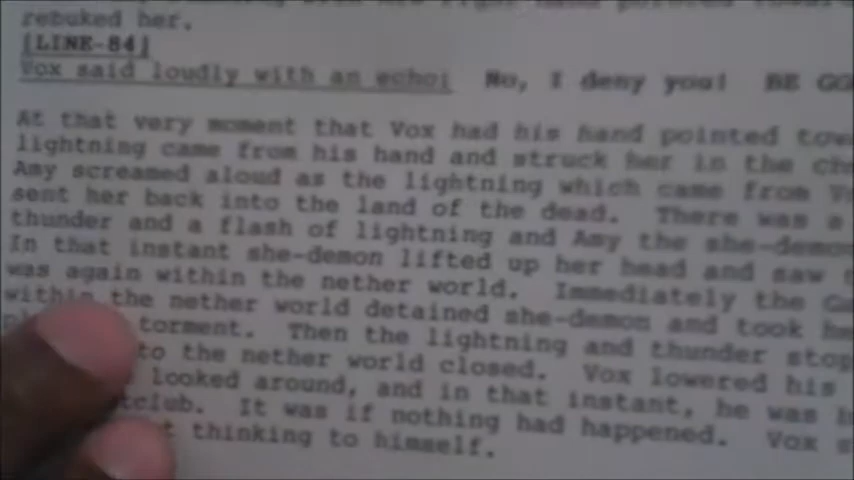 rebuked her.
[LINE-84]
Vox said loudly with an echo: No, I deny you! BE GO
At that very moment that Vox had his hand pointed tow
lightning came from his hand and struck her in the ch
Amy screamed aloud as the lightning which came from V
sent her back into the land of the dead. There was a
thunder and a flash of lightning and Amy the she-demon
In that instant she-demon lifted up her head and saw
was again within the nether world. Immediately the G
within the nether world detained she-demon and took he
torment. Then the lightning and thunder stop
to the nether world closed. Vox lowered his
looked around, and in that instant, he was
tclub. It was if nothing had happened. Vox s
t thinking to himself.